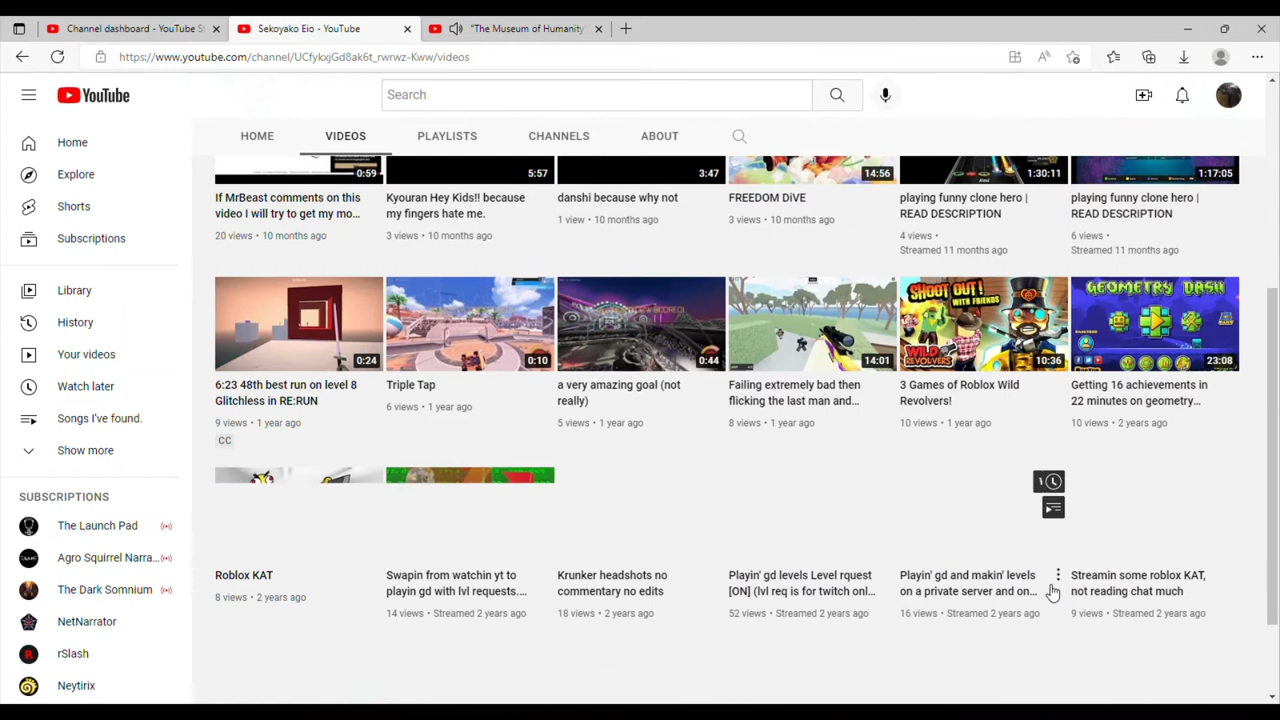 Channel dashboard - YouTube S
Sekoyako Eio - YouTube
"The Museum of Humanity
https://www.youtube.com/channel/UCfykxjGd8ak6t_rwrwz-Kww/videos
YouTube
Search
HOME
VIDEOS
PLAYLISTS
CHANNELS
ABOUT
Home
Explore
Shorts
Subscriptions
Library
History
Your videos
Watch later
Songs I've found.
Show more
SUBSCRIPTIONS
The Launch Pad
Agro Squirrel Narra...
The Dark Somnium
NetNarrator
rSlash
Neytirix
0:59
If MrBeast comments on this
video I will try to get my mo...
20 views • 10 months ago
5:57
Kyouran Hey Kids!! because
my fingers hate me.
3 views • 10 months ago
3:47
danshi because why not
1 view • 10 months ago
14:56
FREEDOM DiVE
3 views • 10 months ago
1:30:11
playing funny clone hero |
READ DESCRIPTION
4 views •
Streamed 11 months ago
1:17:05
playing funny clone hero |
READ DESCRIPTION
6 views •
Streamed 11 months ago
0:24
6:23 48th best run on level 8
Glitchless in RE:RUN
9 views • 1 year ago
CC
0:10
Triple Tap
6 views • 1 year ago
0:44
a very amazing goal (not
really)
5 views • 1 year ago
14:01
Failing extremely bad then
flicking the last man and...
8 views • 1 year ago
SHOOT OUT!
WITH FRIENDS
WILD
REVOLVERS!
10:36
3 Games of Roblox Wild
Revolvers!
10 views • 1 year ago
GEOMETRY DASH
23:08
Getting 16 achievements in
22 minutes on geometry...
10 views • 2 years ago
Roblox KAT
8 views • 2 years ago
Swapin from watchin yt to
playin gd with lvl requests....
14 views • Streamed 2 years ago
Krunker headshots no
commentary no edits
18 views • 2 years ago
Playin' gd levels Level rquest
[ON] (lvl req is for twitch onl...
52 views • Streamed 2 years ago
Playin' gd and makin' levels
on a private server and on...
16 views • Streamed 2 years ago
Streamin some roblox KAT,
not reading chat much
9 views • Streamed 2 years ago